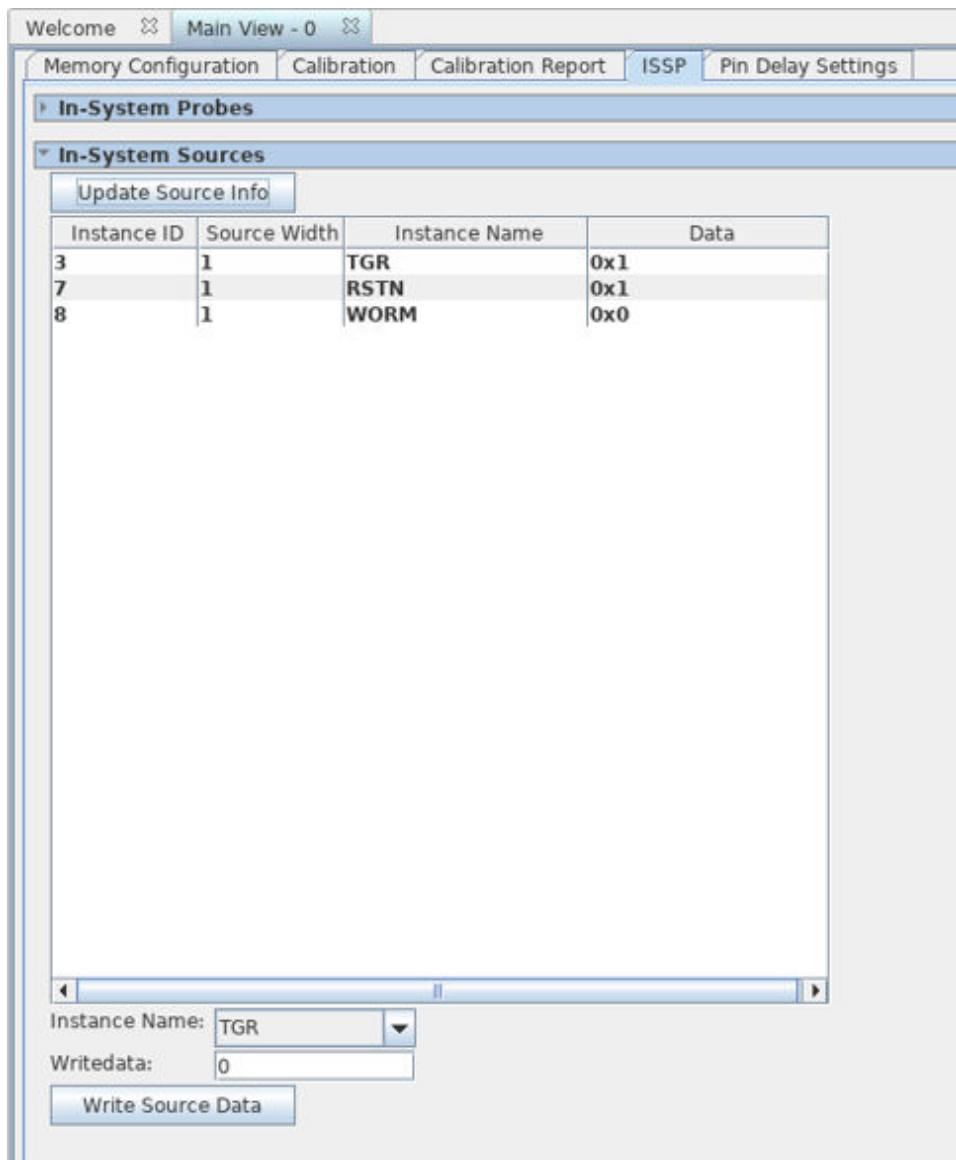 Welcome Main View - 0
Memory Configuration Calibration Calibration Report ISSP Pin Delay Settings
In-System Probes
In-System Sources
Update Source Info
Instance ID Source Width Instance Name Data
3 1 TGR 0x1
7 1 RSTN 0x1
8 1 WORM 0x0
Instance Name: TGR
Writedata: 0
Write Source Data